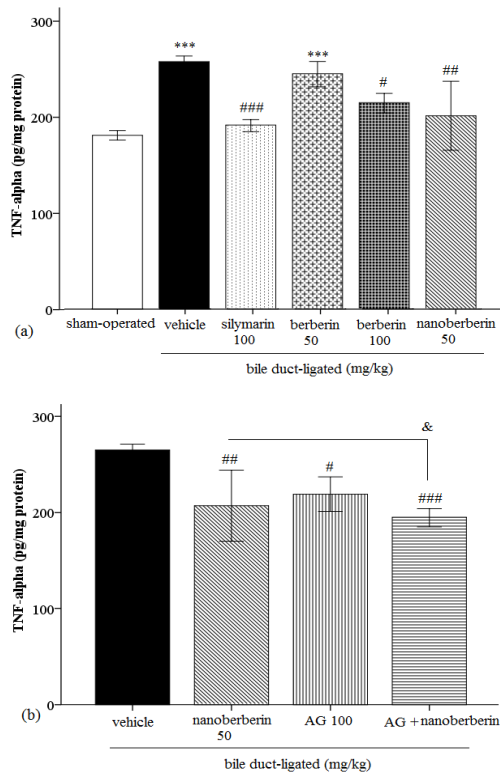 300
200
100
0
TNF-alpha (pg/mg protein)
***
###
***
#
##
(a)
sham-operated vehicle silymarin 100 berberin 50 berberin 100 nanoberberin 50
bile duct-ligated (mg/kg)
300
200
100
0
TNF-alpha (pg/mg protein)
&
##
#
###
(b)
vehicle nanoberberin 50 AG 100 AG + nanoberberin
bile duct-ligated (mg/kg)